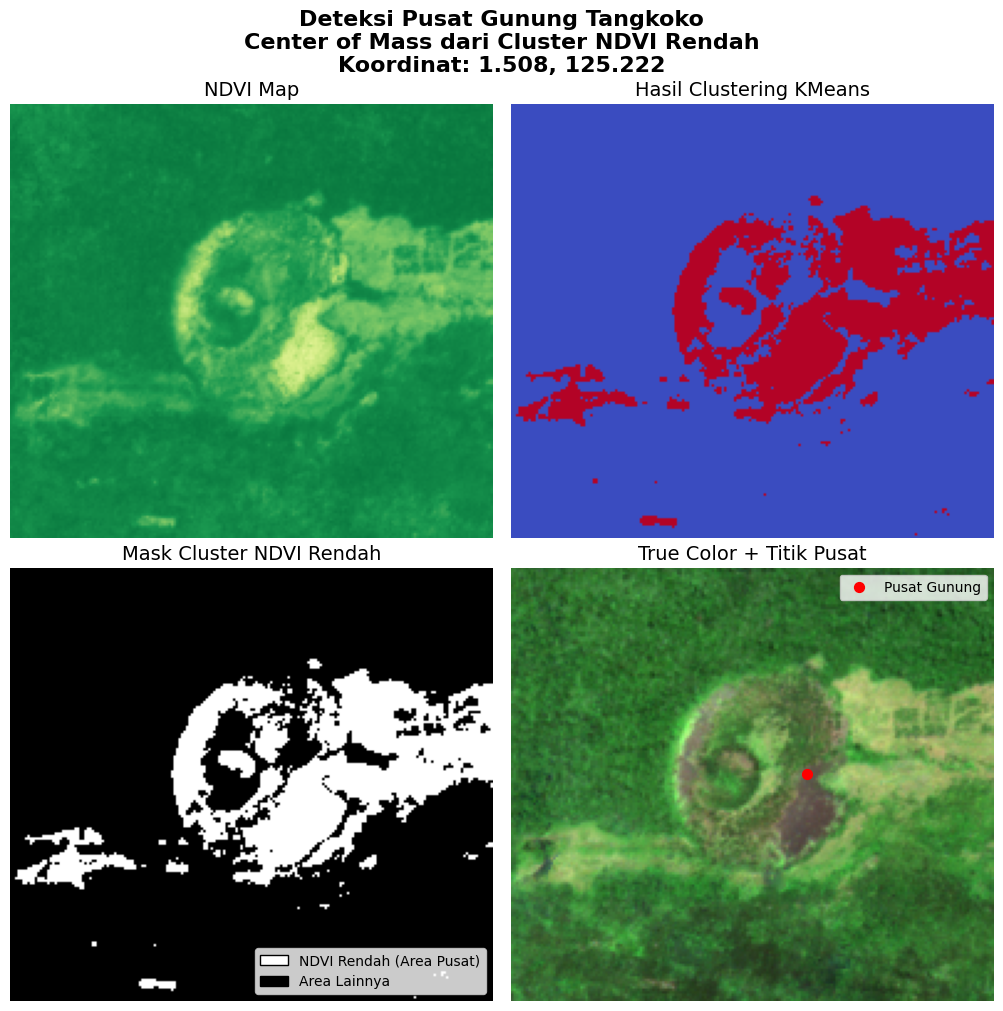 Deteksi Pusat Gunung Tangkoko
Center of Mass dari Cluster NDVI Rendah
Koordinat: 1.508, 125.222
NDVI Map
Hasil Clustering KMeans
Mask Cluster NDVI Rendah
NDVI Rendah (Area Pusat)
Area Lainnya
True Color + Titik Pusat
Pusat Gunung